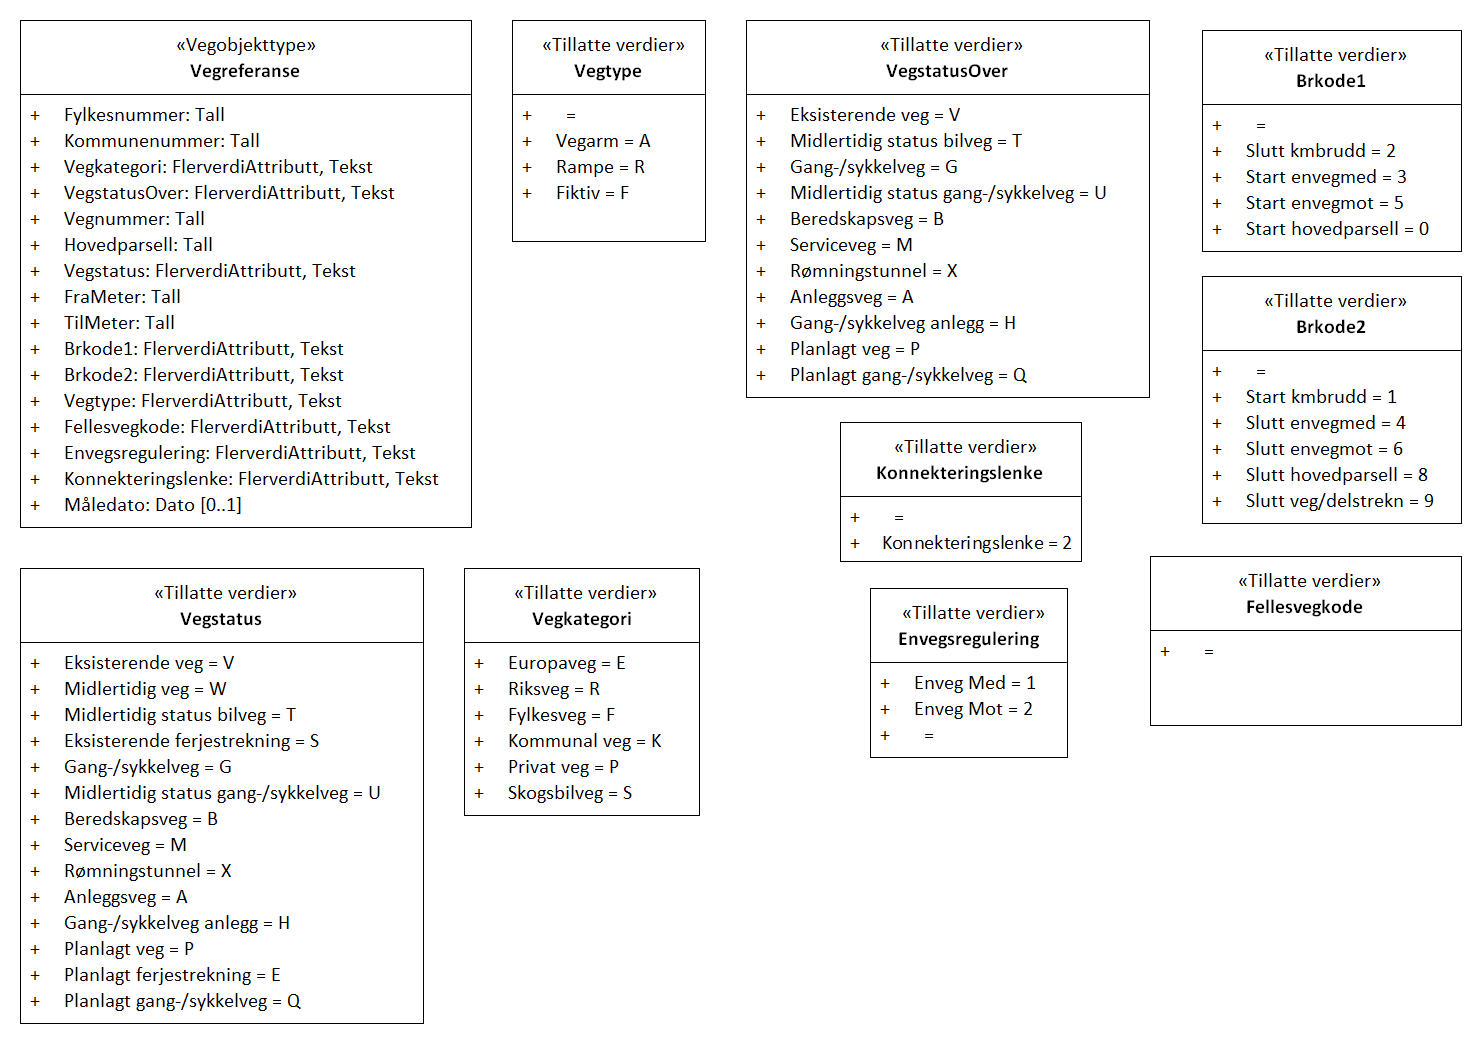 «Vegobjekttype»
Vegreferanse
+ Fylkesnummer: Tall
+ Kommunenummer: Tall
+ Vegkategori: FlerverdiAttributt, Tekst
+ VegstatusOver: FlerverdiAttributt, Tekst
+ Vegnummer: Tall
+ Hovedparsell: Tall
+ Vegstatus: FlerverdiAttributt, Tekst
+ FraMeter: Tall
+ TilMeter: Tall
+ Brkode1: FlerverdiAttributt, Tekst
+ Brkode2: FlerverdiAttributt, Tekst
+ Vegtype: FlerverdiAttributt, Tekst
+ Fellesvegkode: FlerverdiAttributt, Tekst
+ Envegsregulering: FlerverdiAttributt, Tekst
+ Konnekteringslenke: FlerverdiAttributt, Tekst
+ Måledato: Dato [0..1]
«Tillatte verdier»
Vegtype
+ =
+ Vegarm = A
+ Rampe = R
+ Fiktiv = F
«Tillatte verdier»
VegstatusOver
+ Eksisterende veg = V
+ Midlertidig status bilveg = T
+ Gang-/sykkelveg = G
+ Midlertidig status gang-/sykkelveg = U
+ Beredskapsveg = B
+ Serviceveg = M
+ Rømningstunnel = X
+ Anleggsveg = A
+ Gang-/sykkelveg anlegg = H
+ Planlagt veg = P
+ Planlagt gang-/sykkelveg = Q
«Tillatte verdier»
Brkode1
+ =
+ Slutt kmbrudd = 2
+ Start envegmed = 3
+ Start envegmot = 5
+ Start hovedparsell = 0
«Tillatte verdier»
Brkode2
+ =
+ Start kmbrudd = 1
+ Slutt envegmed = 4
+ Slutt envegmot = 6
+ Slutt hovedparsell = 8
+ Slutt veg/delstrekn = 9
«Tillatte verdier»
Konnekteringslenke
+ =
+ Konnekteringslenke = 2
«Tillatte verdier»
Vegstatus
+ Eksisterende veg = V
+ Midlertidig veg = W
+ Midlertidig status bilveg = T
+ Eksisterende ferjestrekning = S
+ Gang-/sykkelveg = G
+ Midlertidig status gang-/sykkelveg = U
+ Beredskapsveg = B
+ Serviceveg = M
+ Rømningstunnel = X
+ Anleggsveg = A
+ Gang-/sykkelveg anlegg = H
+ Planlagt veg = P
+ Planlagt ferjestrekning = E
+ Planlagt gang-/sykkelveg = Q
«Tillatte verdier»
Vegkategori
+ Europaveg = E
+ Riksveg = R
+ Fylkesveg = F
+ Kommunal veg = K
+ Privat veg = P
+ Skogsbilveg = S
«Tillatte verdier»
Envegsregulering
+ Enveg Med = 1
+ Enveg Mot = 2
+ =
«Tillatte verdier»
Fellesvegkode
+ =